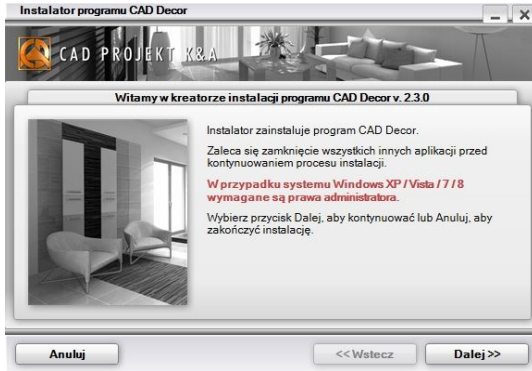 Instalator programu CAD Decor
CAD PROJEKT K&A
Witamy w kreatorze instalacji programu CAD Decor v. 2.3.0
Instalator zainstaluje program CAD Decor.
Zaleca się zamknięcie wszystkich innych aplikacji przed
kontynuowaniem procesu instalacji.
W przypadku systemu Windows XP / Vista / 7 / 8
wymagane są prawa administratora.
Wybierz przycisk Dalej, aby kontynuować lub Anuluj, aby
zakończyć instalację.
Anuluj
<< Wstecz
Dalej >>